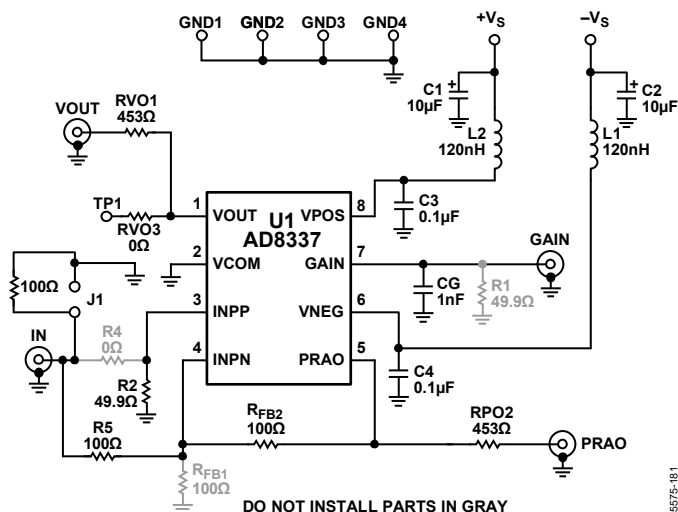 GND1 GND2 GND3 GND4
+VS
–VS
C1
10µF
+
C2
10µF
+
L2
120nH
L1
120nH
VOUT
RVO1
453Ω
TP1
RVO3
0Ω
C3
0.1µF
1 VOUT
U1
AD8337
VPOS 8
2 VCOM
GAIN 7
3 INPP
VNEG 6
4 INPN
PRAO 5
GAIN
CG
1nF
R1
49.9Ω
100Ω
J1
IN
R4
0Ω
R2
49.9Ω
C4
0.1µF
R5
100Ω
RFB2
100Ω
RPO2
453Ω
PRAO
RFB1
100Ω
DO NOT INSTALL PARTS IN GRAY
5575-181